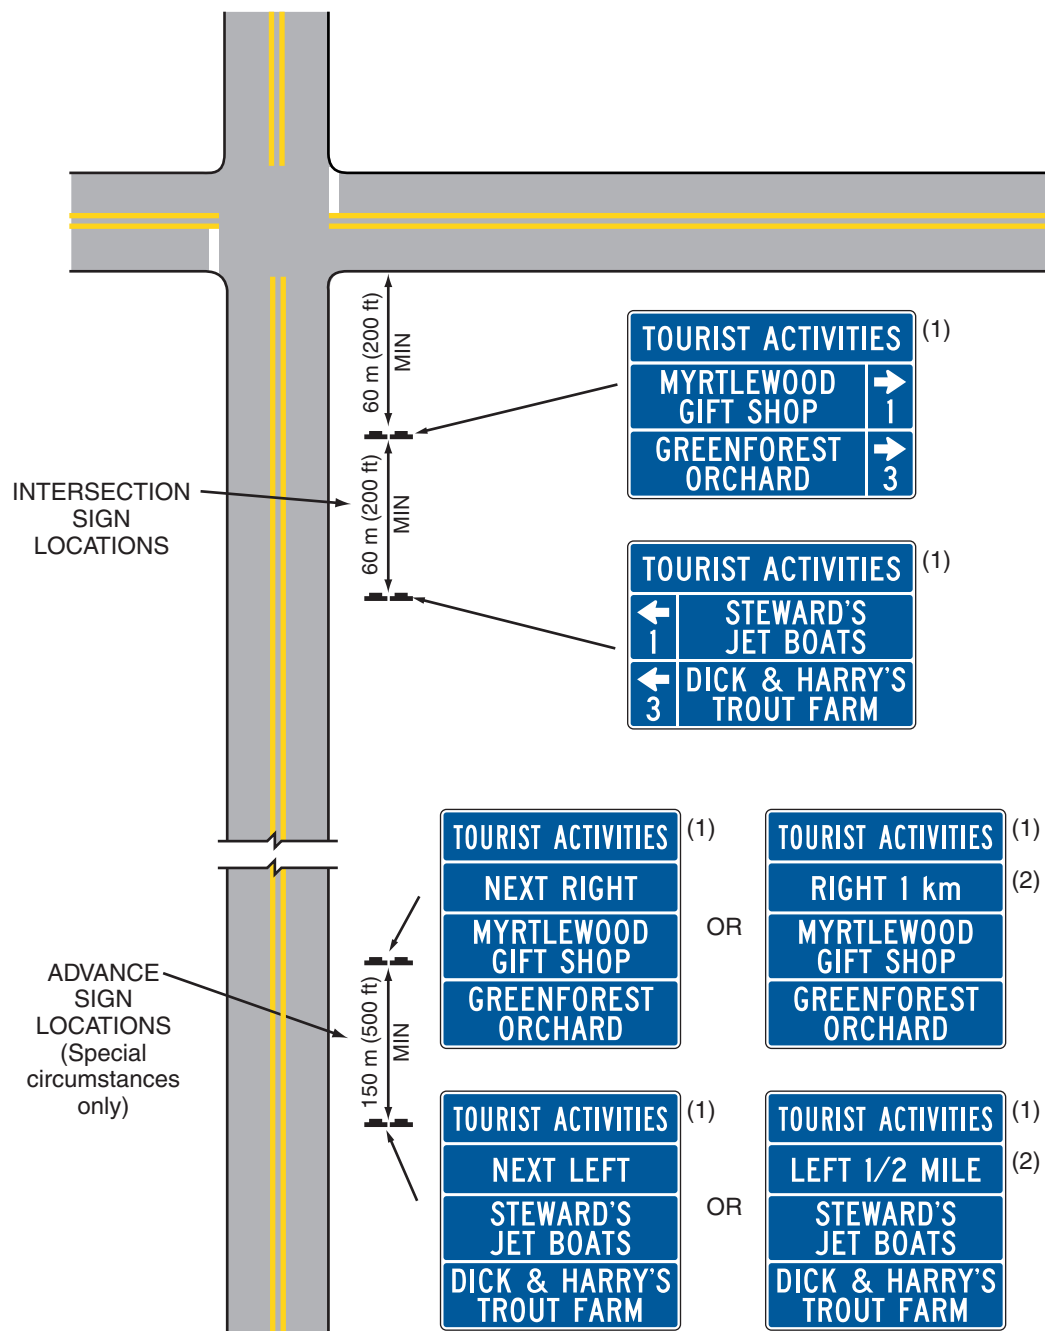 60 m (200 ft)
MIN
60 m (200 ft)
MIN
INTERSECTION
SIGN
LOCATIONS
TOURIST ACTIVITIES
(1)
MYRTLEWOOD
GIFT SHOP
1
GREENFOREST
ORCHARD
3
TOURIST ACTIVITIES
(1)
1
STEWARD'S
JET BOATS
3
DICK & HARRY'S
TROUT FARM
ADVANCE
SIGN
LOCATIONS
(Special
circumstances
only)
150 m (500 ft)
MIN
TOURIST ACTIVITIES
(1)
NEXT RIGHT
MYRTLEWOOD
GIFT SHOP
GREENFOREST
ORCHARD
OR
TOURIST ACTIVITIES
(1)
RIGHT 1 km
(2)
MYRTLEWOOD
GIFT SHOP
GREENFOREST
ORCHARD
TOURIST ACTIVITIES
(1)
NEXT LEFT
STEWARD'S
JET BOATS
DICK & HARRY'S
TROUT FARM
OR
TOURIST ACTIVITIES
(1)
LEFT 1/2 MILE
(2)
STEWARD'S
JET BOATS
DICK & HARRY'S
TROUT FARM